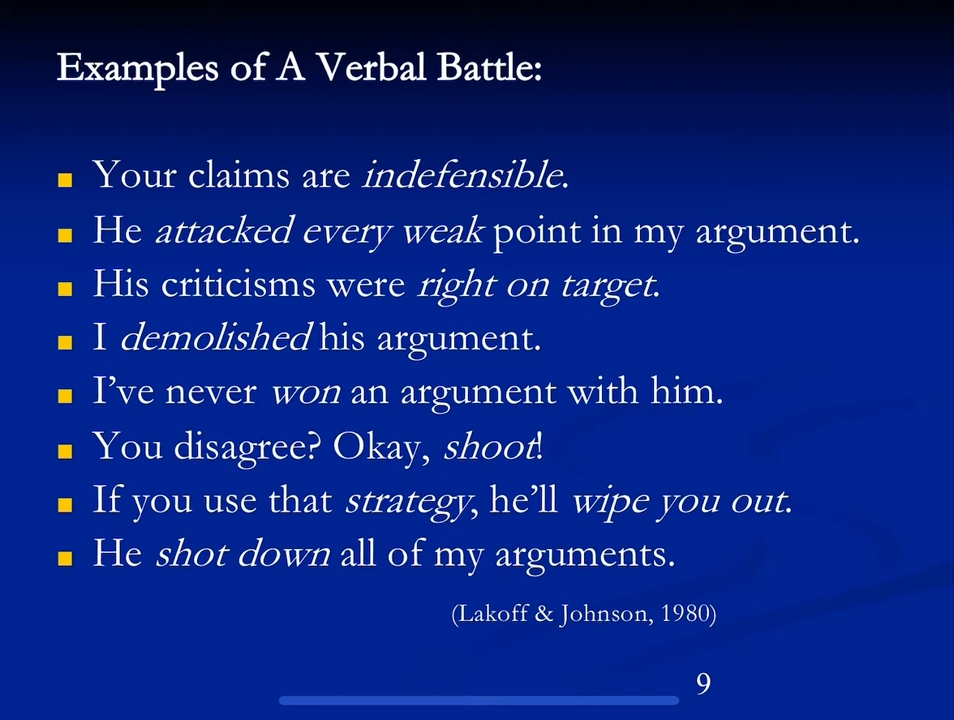 Examples of A Verbal Battle:
Your claims are indefensible.
He attacked every weak point in my argument.
His criticisms were right on target.
I demolished his argument.
I’ve never won an argument with him.
You disagree? Okay, shoot!
If you use that strategy, he’ll wipe you out.
He shot down all of my arguments.
(Lakoff & Johnson, 1980)
9